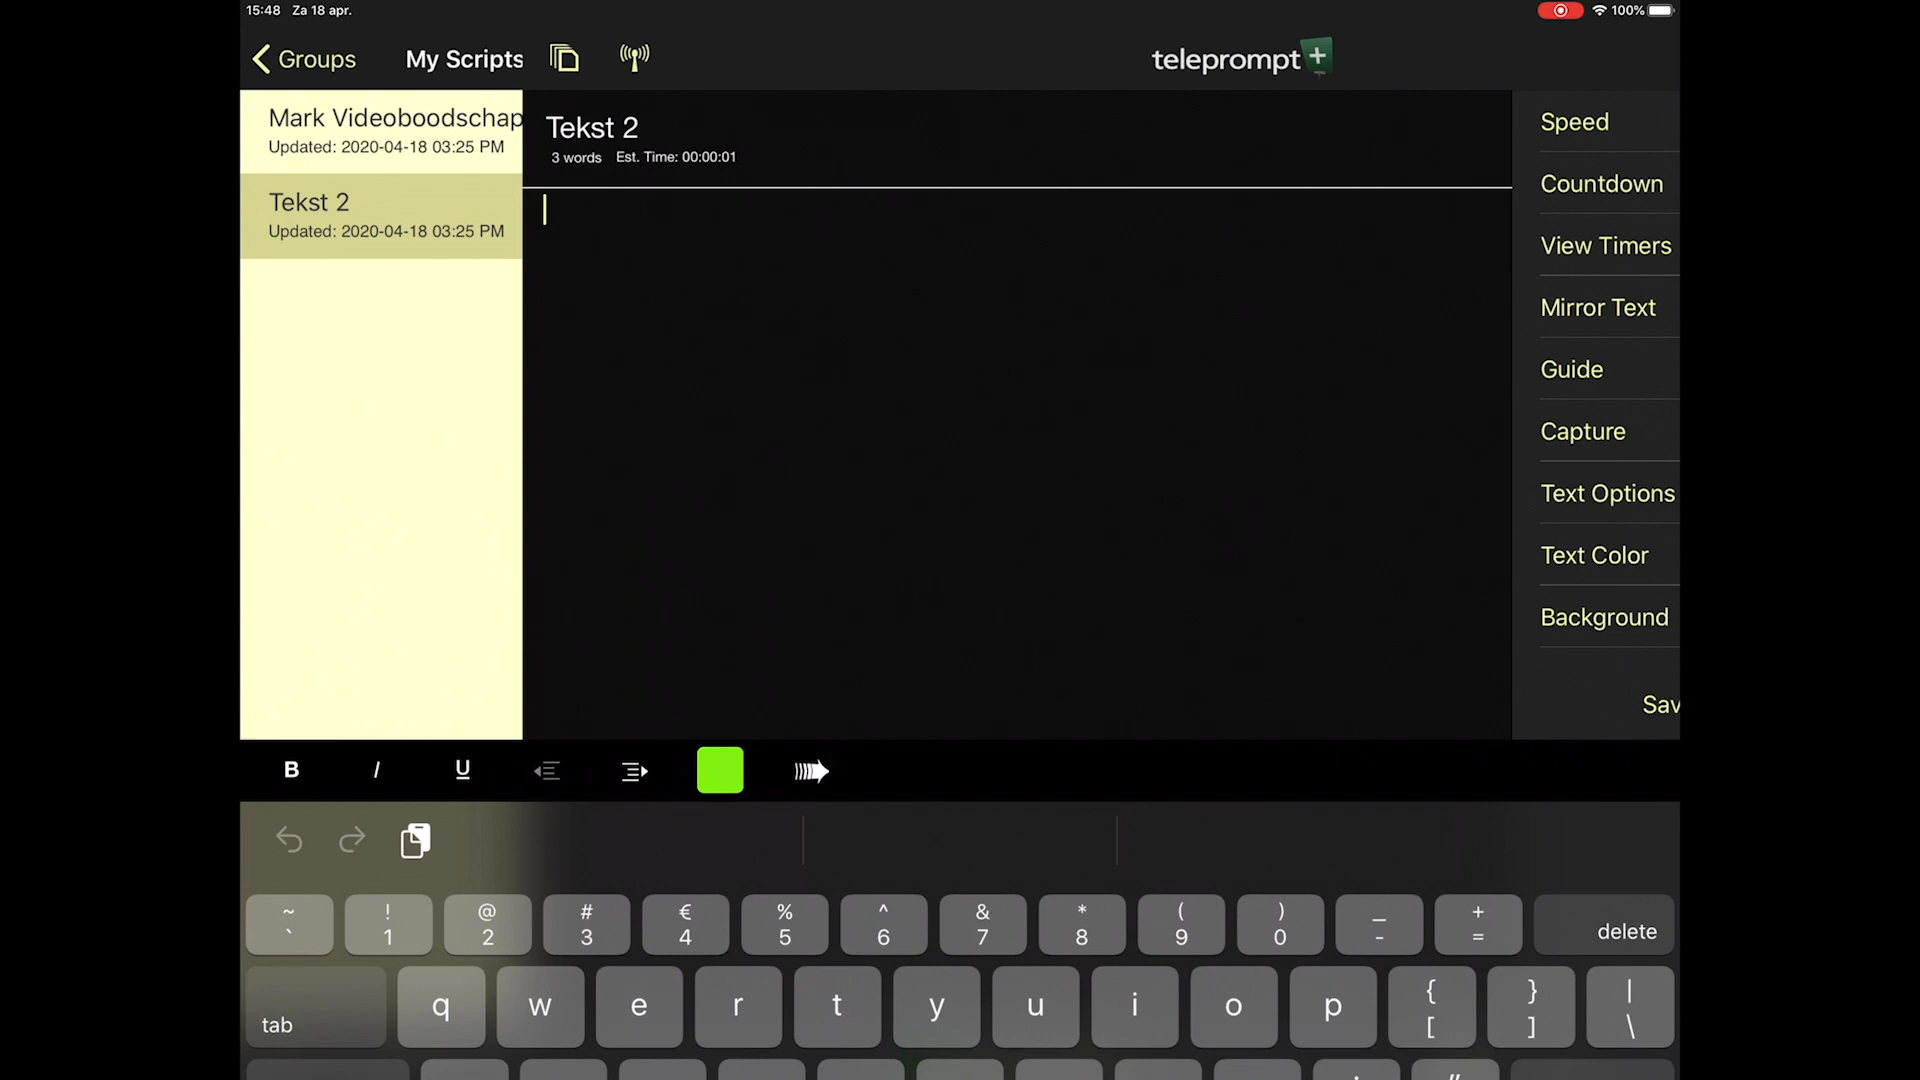 15:48 Za 18 apr. 100%
Groups My Scripts teleprompt+
Mark Videoboodschap
Updated: 2020-04-18 03:25 PM
Tekst 2
Updated: 2020-04-18 03:25 PM
Tekst 2
3 words Est. Time: 00:00:01
Speed
Countdown
View Timers
Mirror Text
Guide
Capture
Text Options
Text Color
Background
Sav
B I U
~ ! @ # € % ^ & * ( ) _ +
` 1 2 3 4 5 6 7 8 9 0 - = delete
tab q w e r t y u i o p { [ } ] | \